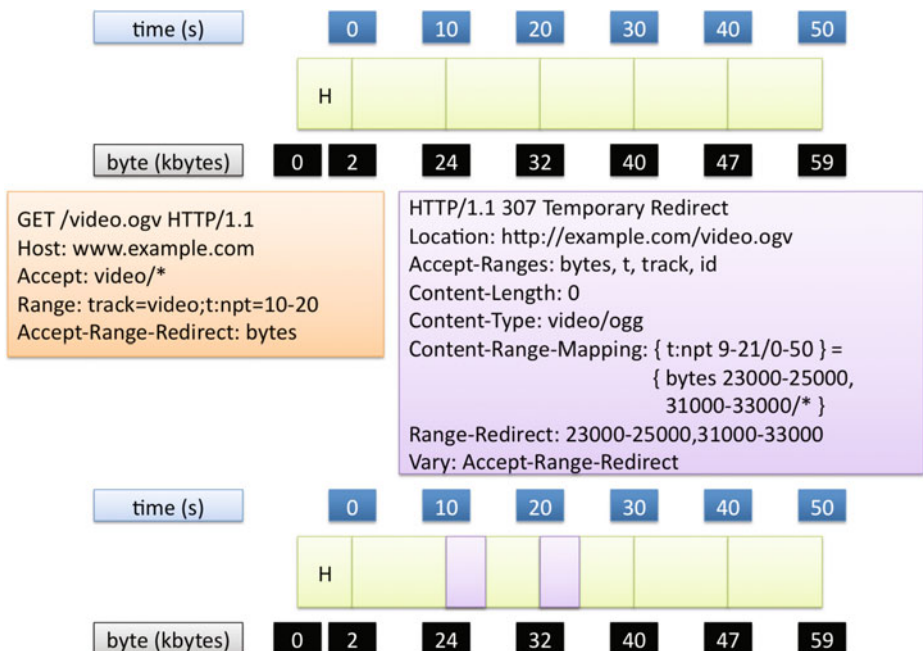 time (s) 0 10 20 30 40 50
H
byte (kbytes) 0 2 24 32 40 47 59
GET /video.ogv HTTP/1.1
Host: www.example.com
Accept: video/*
Range: track=video;t:npt=10-20
Accept-Range-Redirect: bytes
HTTP/1.1 307 Temporary Redirect
Location: http://example.com/video.ogv
Accept-Ranges: bytes, t, track, id
Content-Length: 0
Content-Type: video/ogg
Content-Range-Mapping: { t:npt 9-21/0-50 } =
{ bytes 23000-25000,
31000-33000/* }
Range-Redirect: 23000-25000,31000-33000
Vary: Accept-Range-Redirect
time (s) 0 10 20 30 40 50
H
byte (kbytes) 0 2 24 32 40 47 59